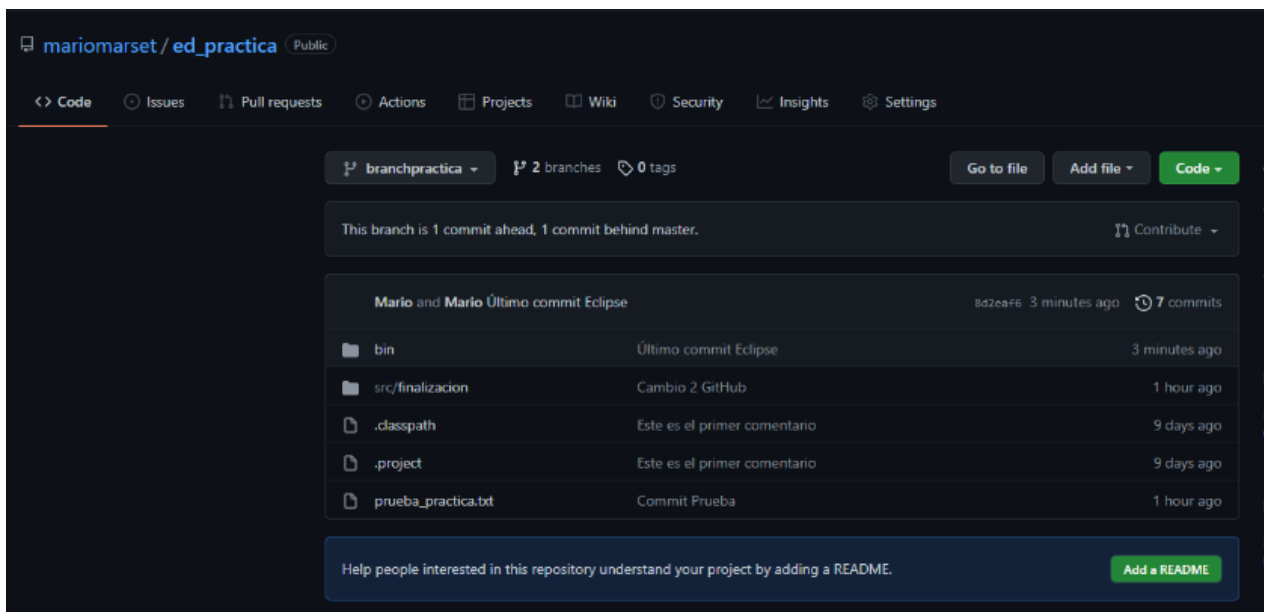 mariomarset / ed_practica Public
<> Code Issues Pull requests Actions Projects Wiki Security Insights Settings
branchpractica 2 branches 0 tags Go to file Add file Code
This branch is 1 commit ahead, 1 commit behind master. Contribute
Mario and Mario Último commit Eclipse 8d2eaf6 3 minutes ago 7 commits
bin Último commit Eclipse 3 minutes ago
src/finalizacion Cambio 2 GitHub 1 hour ago
.classpath Este es el primer comentario 9 days ago
.project Este es el primer comentario 9 days ago
prueba_practica.txt Commit Prueba 1 hour ago
Help people interested in this repository understand your project by adding a README. Add a README